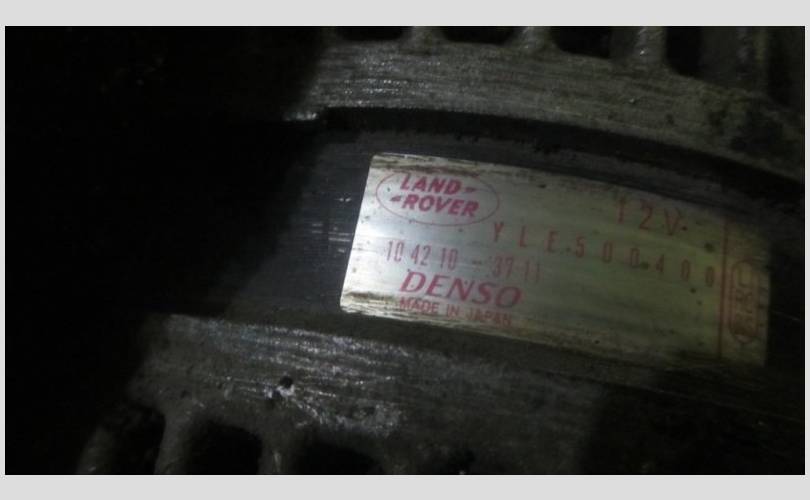 LAND-
-ROVER
12V
YLE500400
104210-3711
DENSO
MADE IN JAPAN